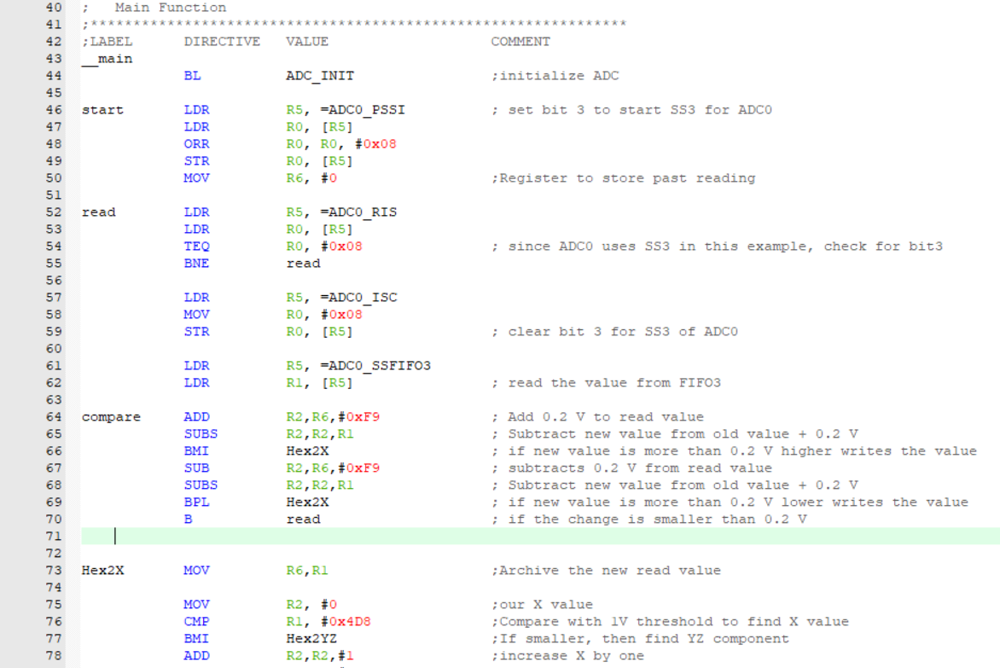 40 ;   Main Function
41 ;***************************************************************
42 ;LABEL      DIRECTIVE   VALUE                   COMMENT
43 __main
44             BL          ADC_INIT                ;initialize ADC
45
46 start       LDR         R5, =ADC0_PSSI          ; set bit 3 to start SS3 for ADC0
47             LDR         R0, [R5]
48             ORR         R0, R0, #0x08
49             STR         R0, [R5]
50             MOV         R6, #0                  ;Register to store past reading
51
52 read        LDR         R5, =ADC0_RIS
53             LDR         R0, [R5]
54             TEQ         R0, #0x08               ; since ADC0 uses SS3 in this example, check for bit3
55             BNE         read
56
57             LDR         R5, =ADC0_ISC
58             MOV         R0, #0x08
59             STR         R0, [R5]                ; clear bit 3 for SS3 of ADC0
60
61             LDR         R5, =ADC0_SSFIFO3
62             LDR         R1, [R5]                ; read the value from FIFO3
63
64 compare     ADD         R2,R6,#0xF9             ; Add 0.2 V to read value
65             SUBS        R2,R2,R1                ; Subtract new value from old value + 0.2 V
66             BMI         Hex2X                   ; if new value is more than 0.2 V higher writes the value
67             SUB         R2,R6,#0xF9             ; subtracts 0.2 V from read value
68             SUBS        R2,R2,R1                ; Subtract new value from old value + 0.2 V
69             BPL         Hex2X                   ; if new value is more than 0.2 V lower writes the value
70             B           read                    ; if the change is smaller than 0.2 V
71
72
73 Hex2X       MOV         R6,R1                   ;Archive the new read value
74
75             MOV         R2, #0                  ;our X value
76             CMP         R1, #0x4D8              ;Compare with 1V threshold to find X value
77             BMI         Hex2YZ                  ;If smaller, then find YZ component
78             ADD         R2,R2,#1                ;increase X by one